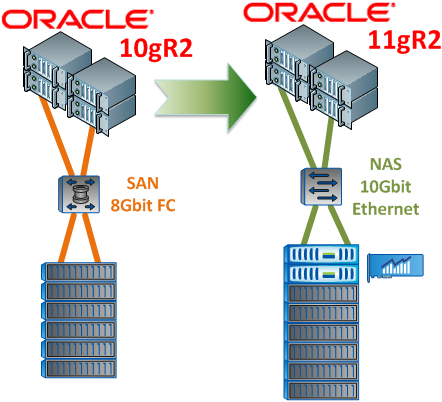 ORACLE®
10gR2
ORACLE®
11gR2
SAN
8Gbit FC
NAS
10Gbit
Ethernet